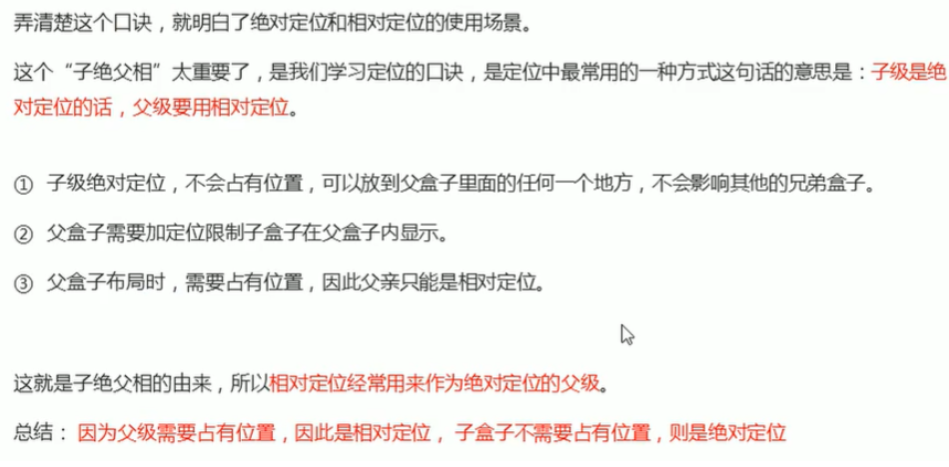 弄清楚这个口诀，就明白了绝对定位和相对定位的使用场景。
这个“子绝父相”太重要了，是我们学习定位的口诀，是定位中最常用的一种方式这句话的意思是：子级是绝
对定位的话，父级要用相对定位。
① 子级绝对定位，不会占有位置，可以放到父盒子里面的任何一个地方，不会影响其他的兄弟盒子。
② 父盒子需要加定位限制子盒子在父盒子内显示。
③ 父盒子布局时，需要占有位置，因此父亲只能是相对定位。
这就是子绝父相的由来，所以相对定位经常用来作为绝对定位的父级。
总结： 因为父级需要占有位置，因此是相对定位， 子盒子不需要占有位置，则是绝对定位